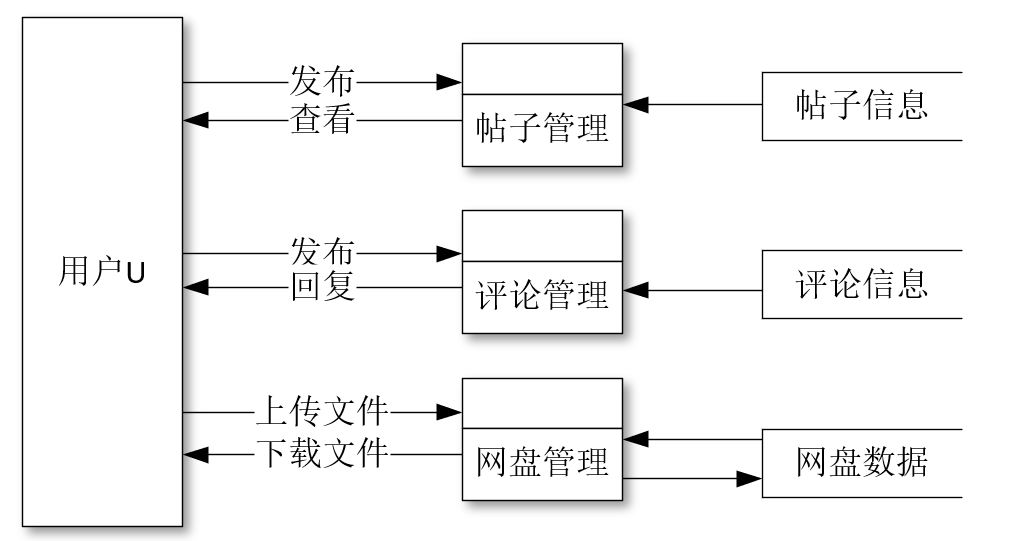 用户U
发布
查看
帖子管理
帖子信息
发布
回复
评论管理
评论信息
上传文件
下载文件
网盘管理
网盘数据